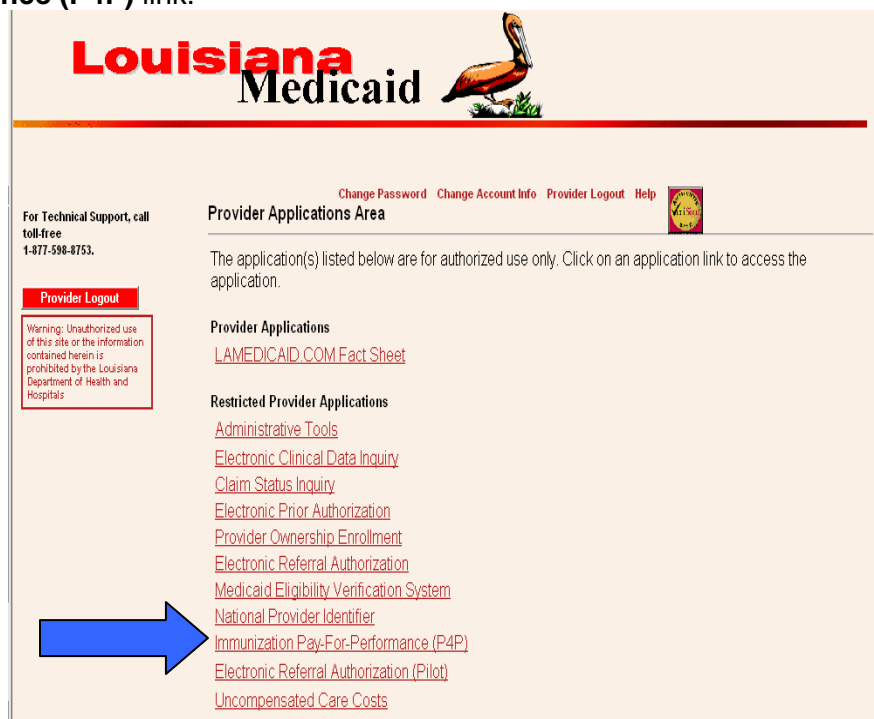 (P4P) link.
Louisiana
Medicaid
Change Password Change Account Info Provider Logout Help
Provider Applications Area
For Technical Support, call
toll-free
1-877-598-8753.
The application(s) listed below are for authorized use only. Click on an application link to access the
application.
Provider Logout
Warning: Unauthorized use
of this site or the information
contained herein is
prohibited by the Louisiana
Department of Health and
Hospitals
Provider Applications
LAMEDICAID.COM Fact Sheet
Restricted Provider Applications
Administrative Tools
Electronic Clinical Data Inquiry
Claim Status Inquiry
Electronic Prior Authorization
Provider Ownership Enrollment
Electronic Referral Authorization
Medicaid Eligibility Verification System
National Provider Identifier
Immunization Pay-For-Performance (P4P)
Electronic Referral Authorization (Pilot)
Uncompensated Care Costs